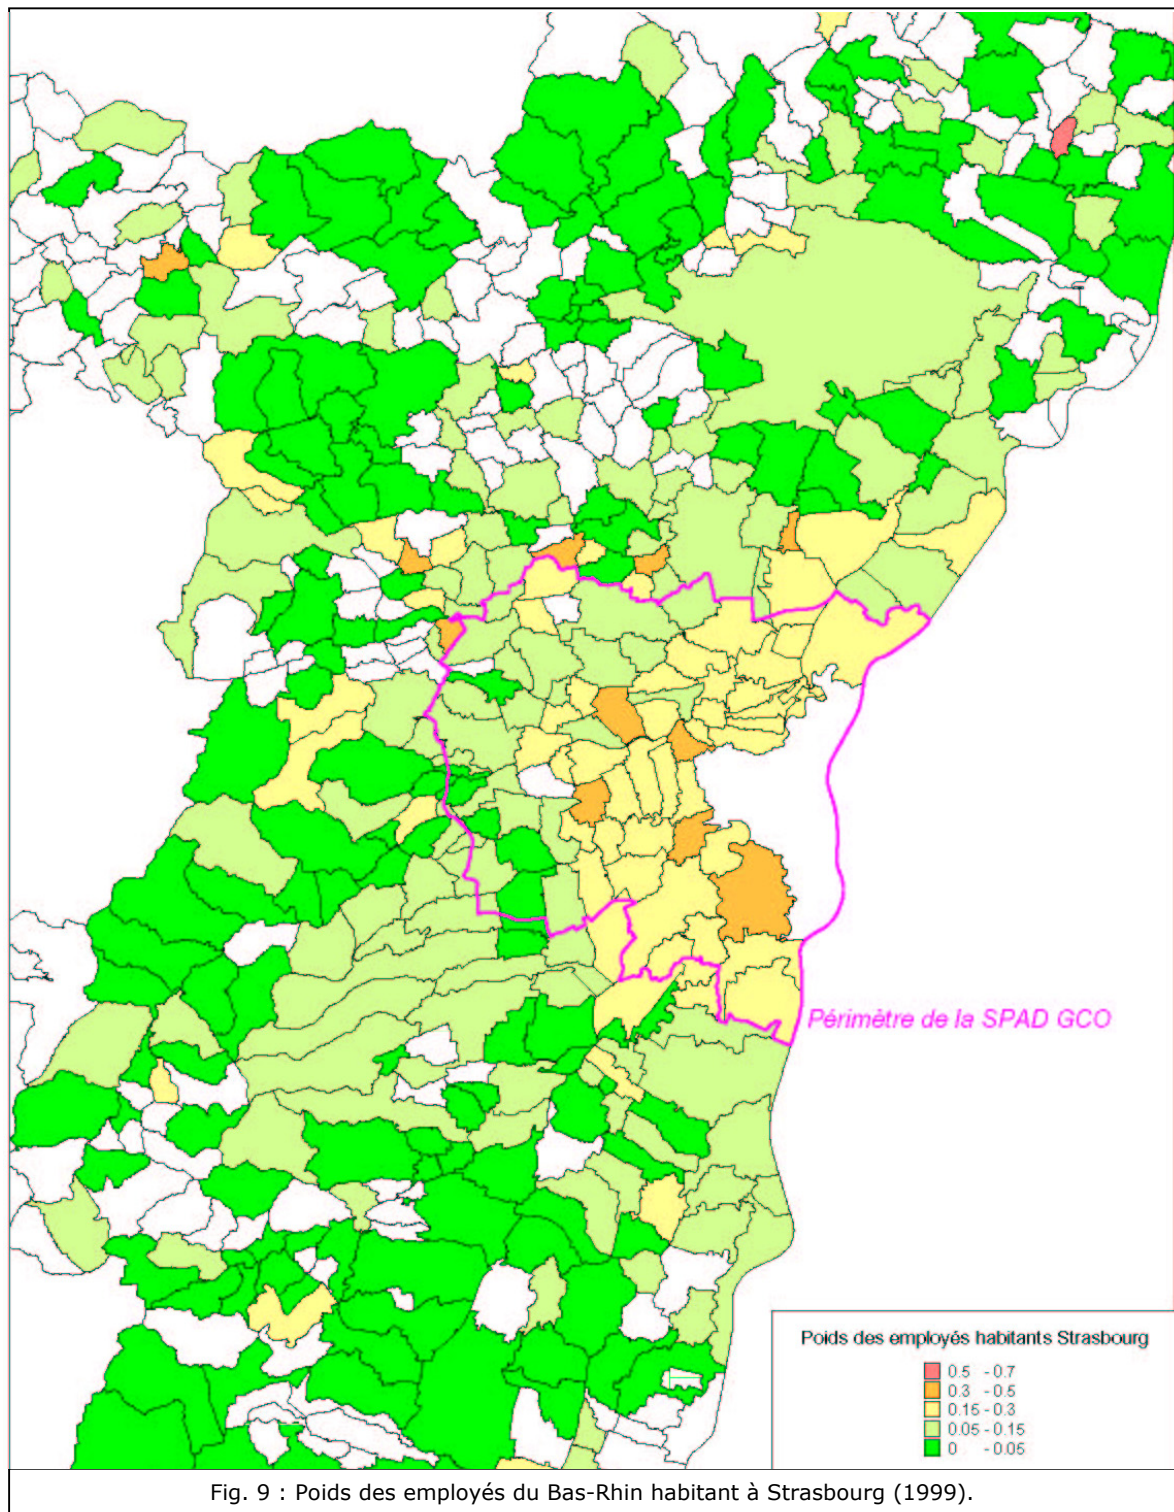 Périmètre de la SPAD GCO
Poids des employés habitants Strasbourg
0.5 - 0.7
0.3 - 0.5
0.15 - 0.3
0.05 - 0.15
0 - 0.05
Fig. 9 : Poids des employés du Bas-Rhin habitant à Strasbourg (1999).